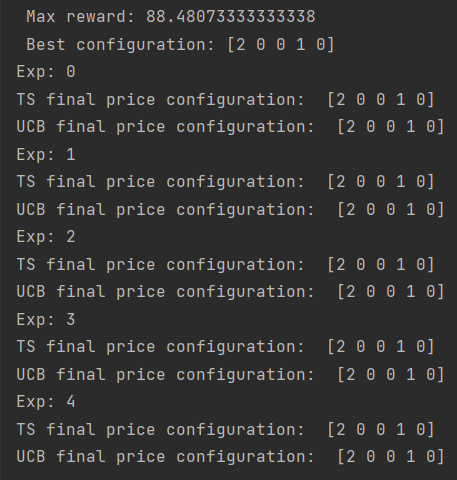 Max reward: 88.48073333333338
Best configuration: [2 0 0 1 0]
Exp: 0
TS final price configuration:  [2 0 0 1 0]
UCB final price configuration:  [2 0 0 1 0]
Exp: 1
TS final price configuration:  [2 0 0 1 0]
UCB final price configuration:  [2 0 0 1 0]
Exp: 2
TS final price configuration:  [2 0 0 1 0]
UCB final price configuration:  [2 0 0 1 0]
Exp: 3
TS final price configuration:  [2 0 0 1 0]
UCB final price configuration:  [2 0 0 1 0]
Exp: 4
TS final price configuration:  [2 0 0 1 0]
UCB final price configuration:  [2 0 0 1 0]